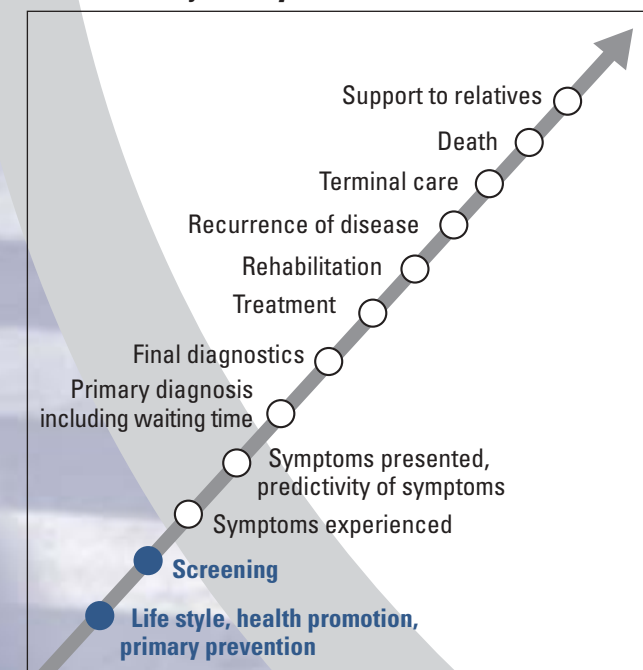 Support to relatives
Death
Terminal care
Recurrence of disease
Rehabilitation
Treatment
Final diagnostics
Primary diagnosis
including waiting time
Symptoms presented,
predictivity of symptoms
Symptoms experienced
Screening
Life style, health promotion,
primary prevention